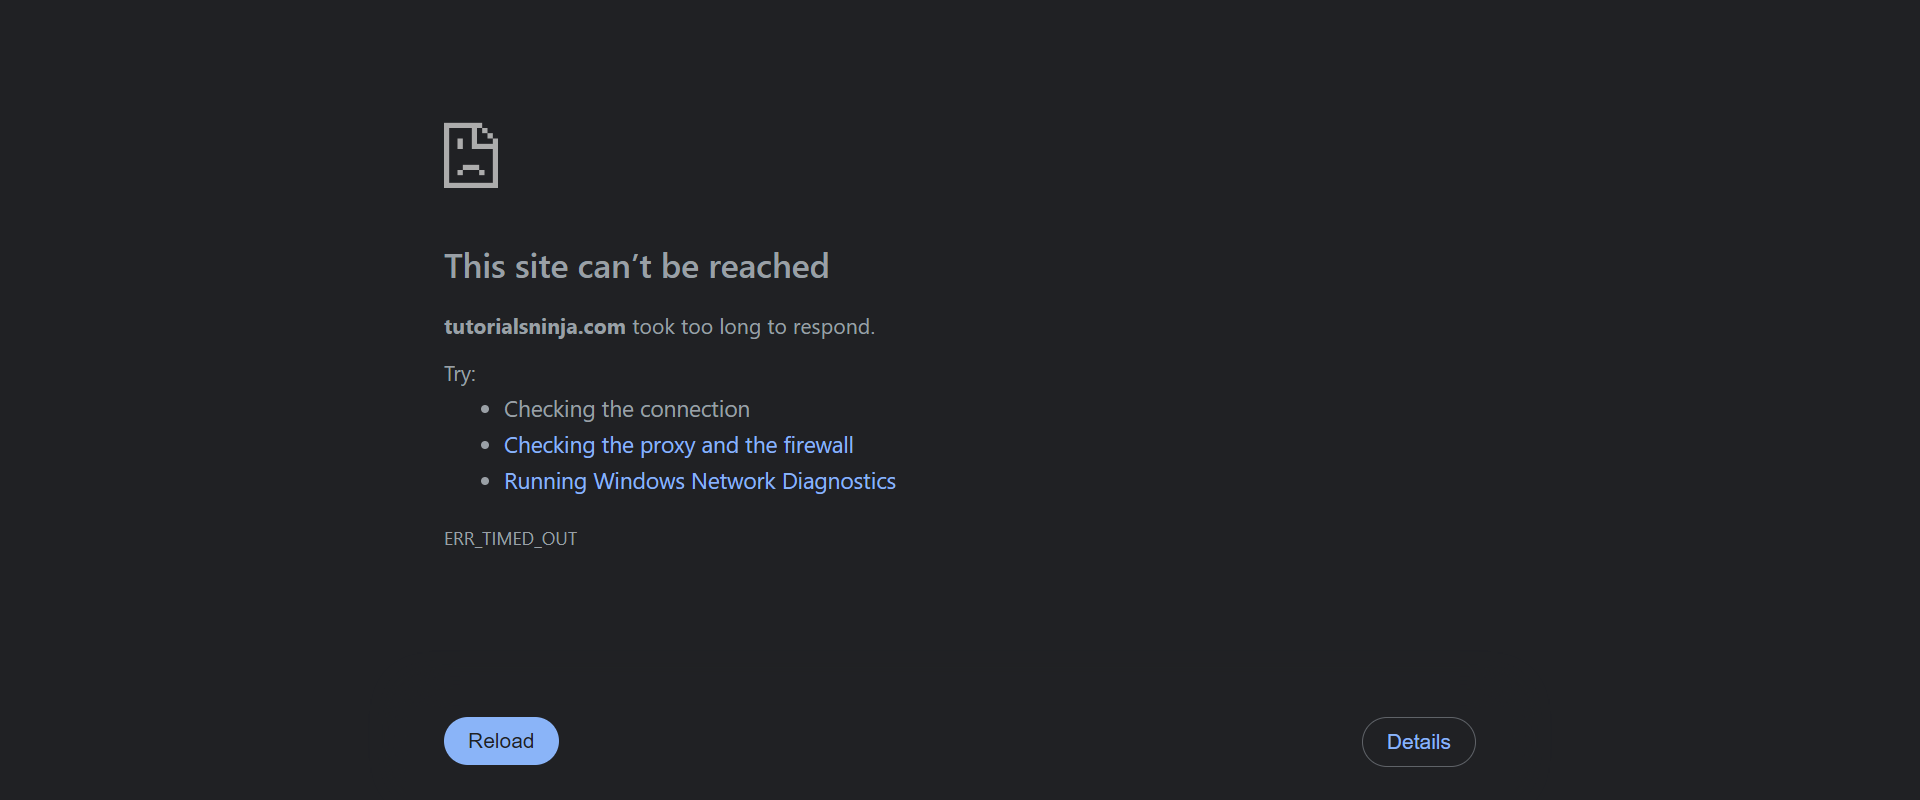 This site can’t be reached
tutorialsninja.com took too long to respond.
Try:
Checking the connection
Checking the proxy and the firewall
Running Windows Network Diagnostics
ERR_TIMED_OUT
Reload
Details